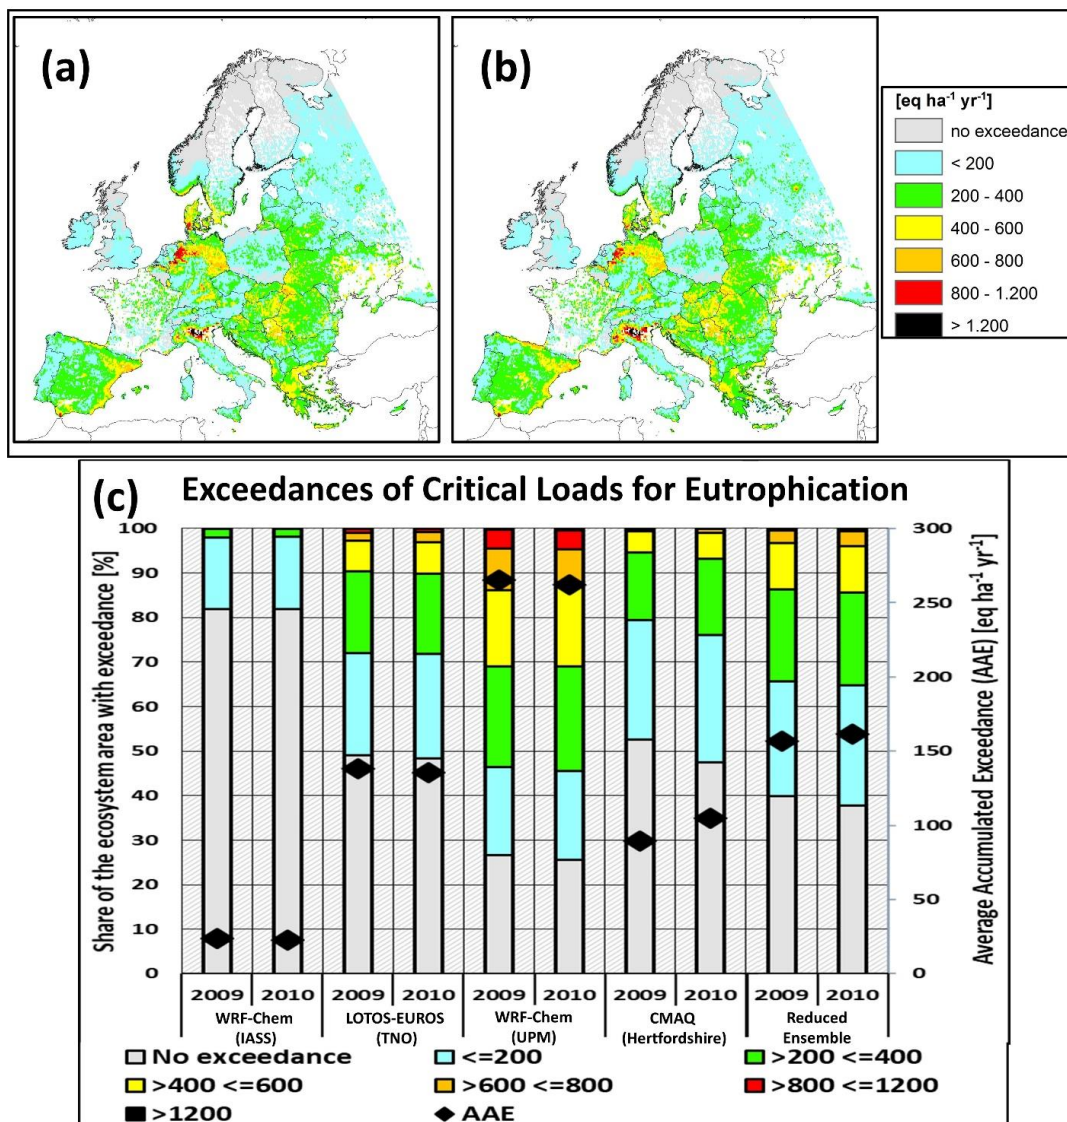 (a)
(b)
[eq ha⁻¹ yr⁻¹]
no exceedance
< 200
200 - 400
400 - 600
600 - 800
800 - 1.200
> 1.200
(c) Exceedances of Critical Loads for Eutrophication
Share of the ecosystem area with exceedance [%]
100
90
80
70
60
50
40
30
20
10
0
300
250
200
150
100
50
0
Average Accumulated Exceedance (AAE) [eq ha⁻¹ yr⁻¹]
2009 2010 2009 2010 2009 2010 2009 2010 2009 2010
WRF-Chem LOTOS-EUROS WRF-Chem CMAQ Reduced
(IASS) (TNO) (UPM) (Hertfordshire) Ensemble
No exceedance <=200 >200 <=400
>400 <=600 >600 <=800 >800 <=1200
>1200 AAE